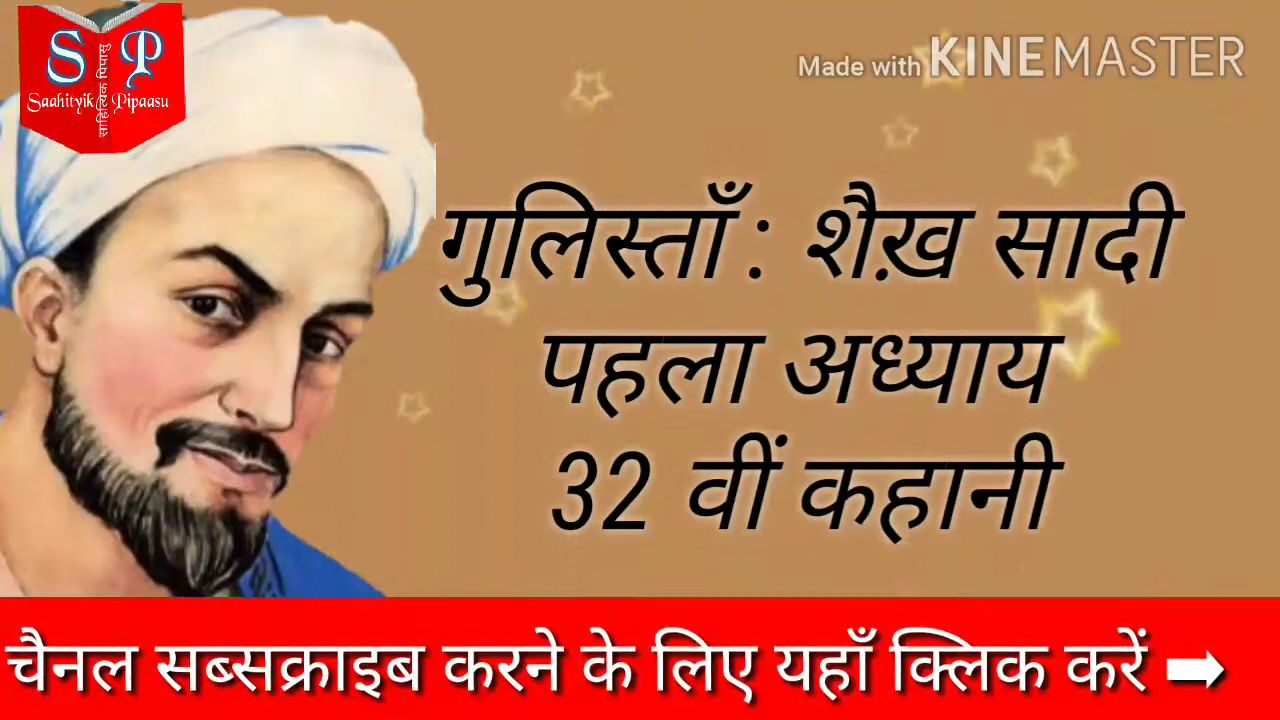 S P
Saahityik Pipaasu
साहित्यिक पिपासु
Made with KINEMASTER
गुलिस्ताँ : शैख़ सादी
पहला अध्याय
32 वीं कहानी
चैनल सब्सक्राइब करने के लिए यहाँ क्लिक करें ➡